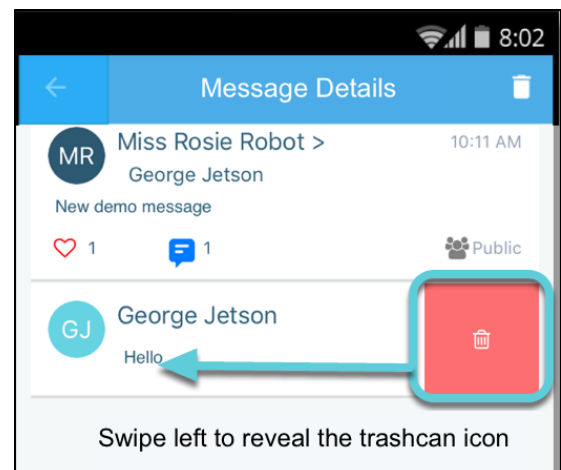 8:02
Message Details
MR
Miss Rosie Robot >
10:11 AM
George Jetson
New demo message
1
1
Public
GJ
George Jetson
Hello
Swipe left to reveal the trashcan icon